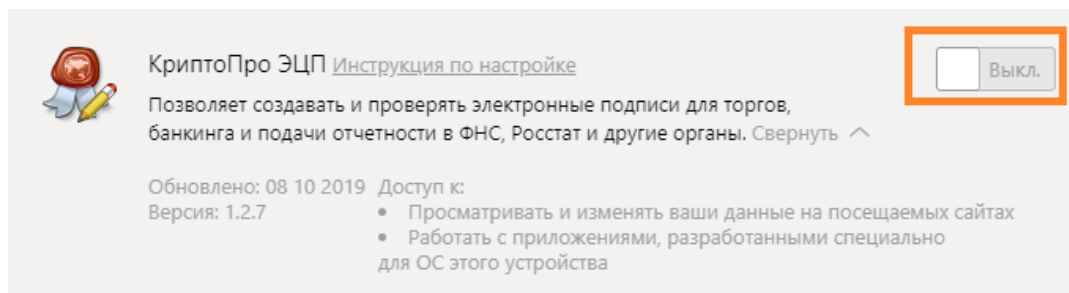 КриптоПро ЭЦП Инструкция по настройке
Выкл.
Позволяет создавать и проверять электронные подписи для торгов,
банкинга и подачи отчетности в ФНС, Росстат и другие органы. Свернуть
Обновлено: 08 10 2019 Доступ к:
Версия: 1.2.7 • Просматривать и изменять ваши данные на посещаемых сайтах
• Работать с приложениями, разработанными специально
для ОС этого устройства